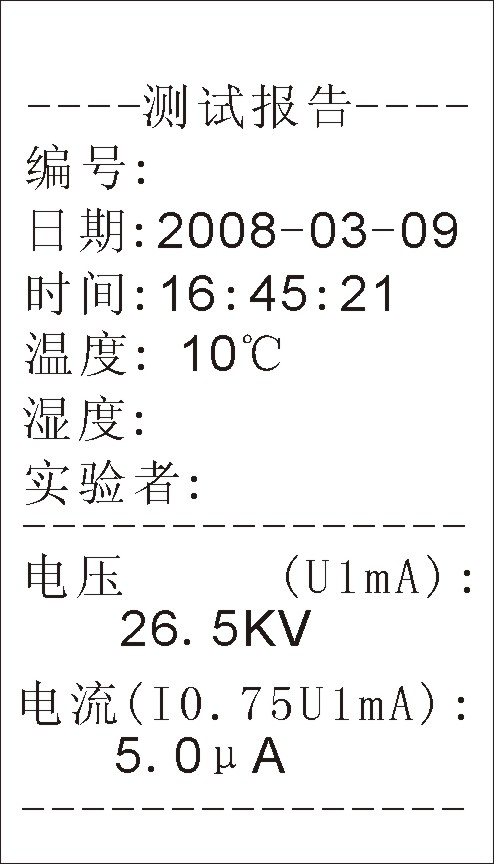 ----测试报告----
编号:
日期:2008-03-09
时间:16:45:21
温度: 10℃
湿度:
实验者:
---------------
电压 (U1mA):
26.5KV
电流(I0.75U1mA):
5.0μA
---------------